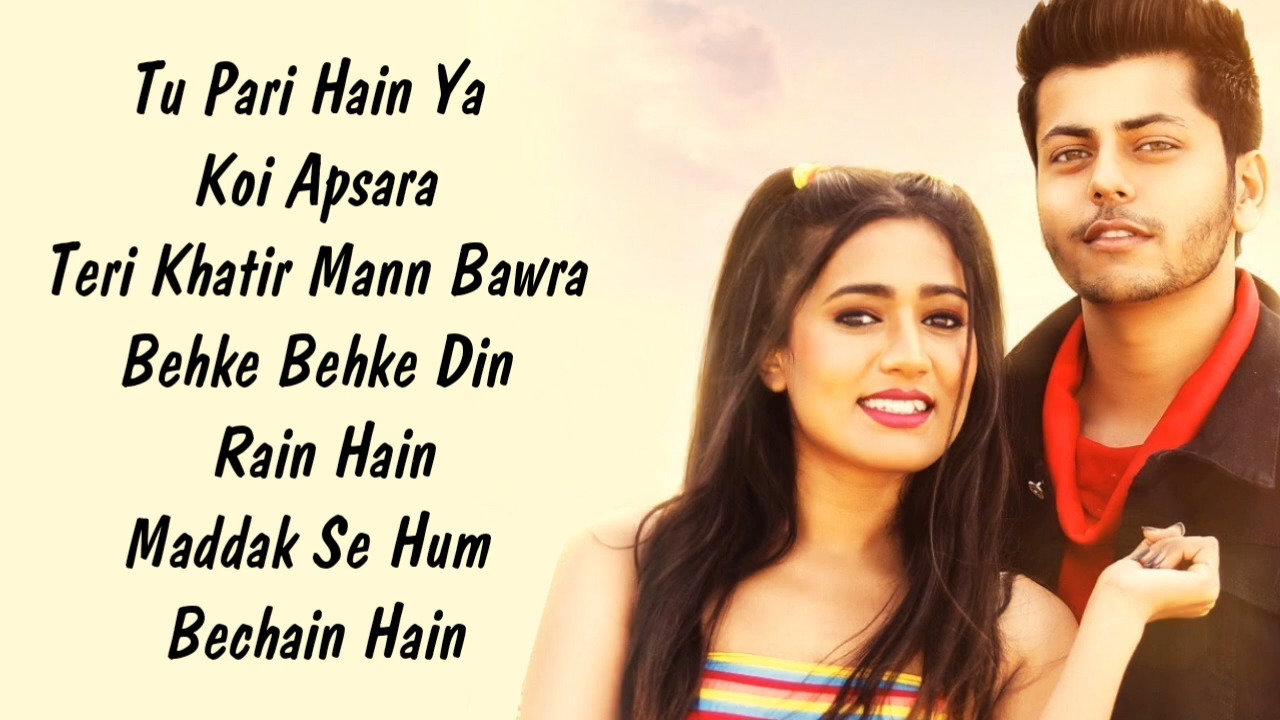 Tu Pari Hain Ya
Koi Apsara
Teri Khatir Mann Bawra
Behke Behke Din
Rain Hain
Maddak Se Hum
Bechain Hain